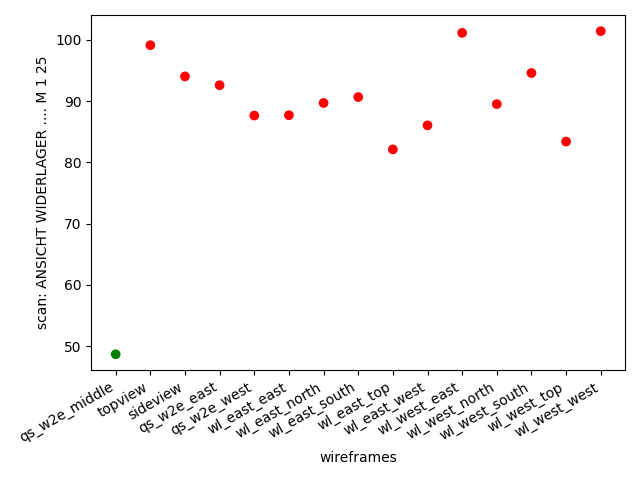 scan: ANSICHT WIDERLAGER .... M 1 25
100
90
80
70
60
50
qs_w2e_middle
topview
sideview
qs_w2e_east
qs_w2e_west
wl_east_east
wl_east_north
wl_east_south
wl_east_top
wl_east_west
wl_west_east
wl_west_north
wl_west_south
wl_west_top
wl_west_west
wireframes